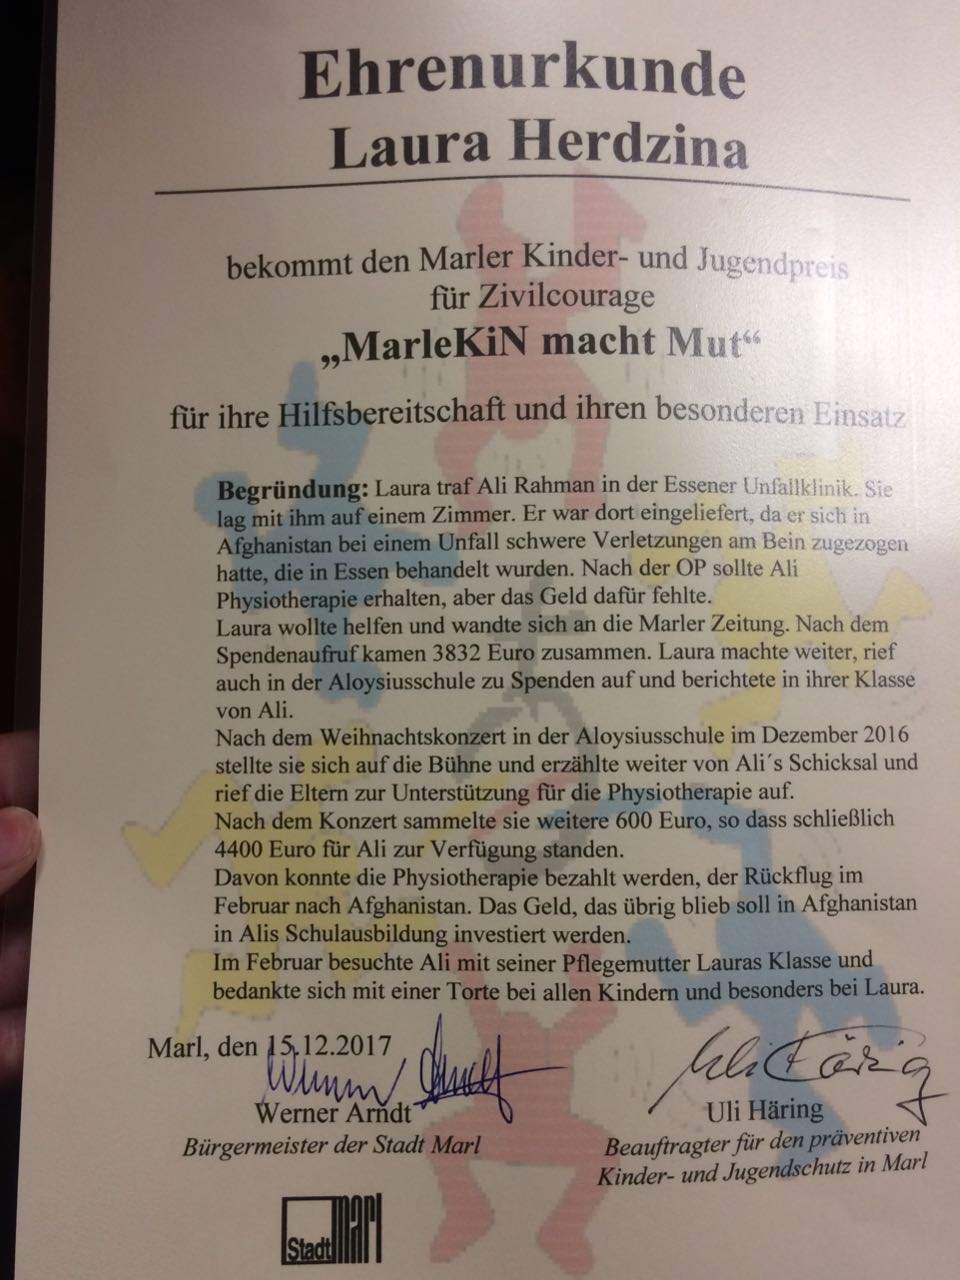 Ehrenurkunde
Laura Herdzina
bekommt den Marler Kinder- und Jugendpreis
für Zivilcourage
„MarleKiN macht Mut“
für ihre Hilfsbereitschaft und ihren besonderen Einsatz
Begründung: Laura traf Ali Rahman in der Essener Unfallklinik. Sie
lag mit ihm auf einem Zimmer. Er war dort eingeliefert, da er sich in
Afghanistan bei einem Unfall schwere Verletzungen am Bein zugezogen
hatte, die in Essen behandelt wurden. Nach der OP sollte Ali
Physiotherapie erhalten, aber das Geld dafür fehlte.
Laura wollte helfen und wandte sich an die Marler Zeitung. Nach dem
Spendenaufruf kamen 3832 Euro zusammen. Laura machte weiter, rief
auch in der Aloysiusschule zu Spenden auf und berichtete in ihrer Klasse
von Ali.
Nach dem Weihnachtskonzert in der Aloysiusschule im Dezember 2016
stellte sie sich auf die Bühne und erzählte weiter von Ali´s Schicksal und
rief die Eltern zur Unterstützung für die Physiotherapie auf.
Nach dem Konzert sammelte sie weitere 600 Euro, so dass schließlich
4400 Euro für Ali zur Verfügung standen.
Davon konnte die Physiotherapie bezahlt werden, der Rückflug im
Februar nach Afghanistan. Das Geld, das übrig blieb soll in Afghanistan
in Alis Schulausbildung investiert werden.
Im Februar besuchte Ali mit seiner Pflegemutter Lauras Klasse und
bedankte sich mit einer Torte bei allen Kindern und besonders bei Laura.
Marl, den 15.12.2017
Werner Arndt
Uli Häring
Werner Arndt
Bürgermeister der Stadt Marl
Uli Häring
Beauftragter für den präventiven
Kinder- und Jugendschutz in Marl
Stadt marl